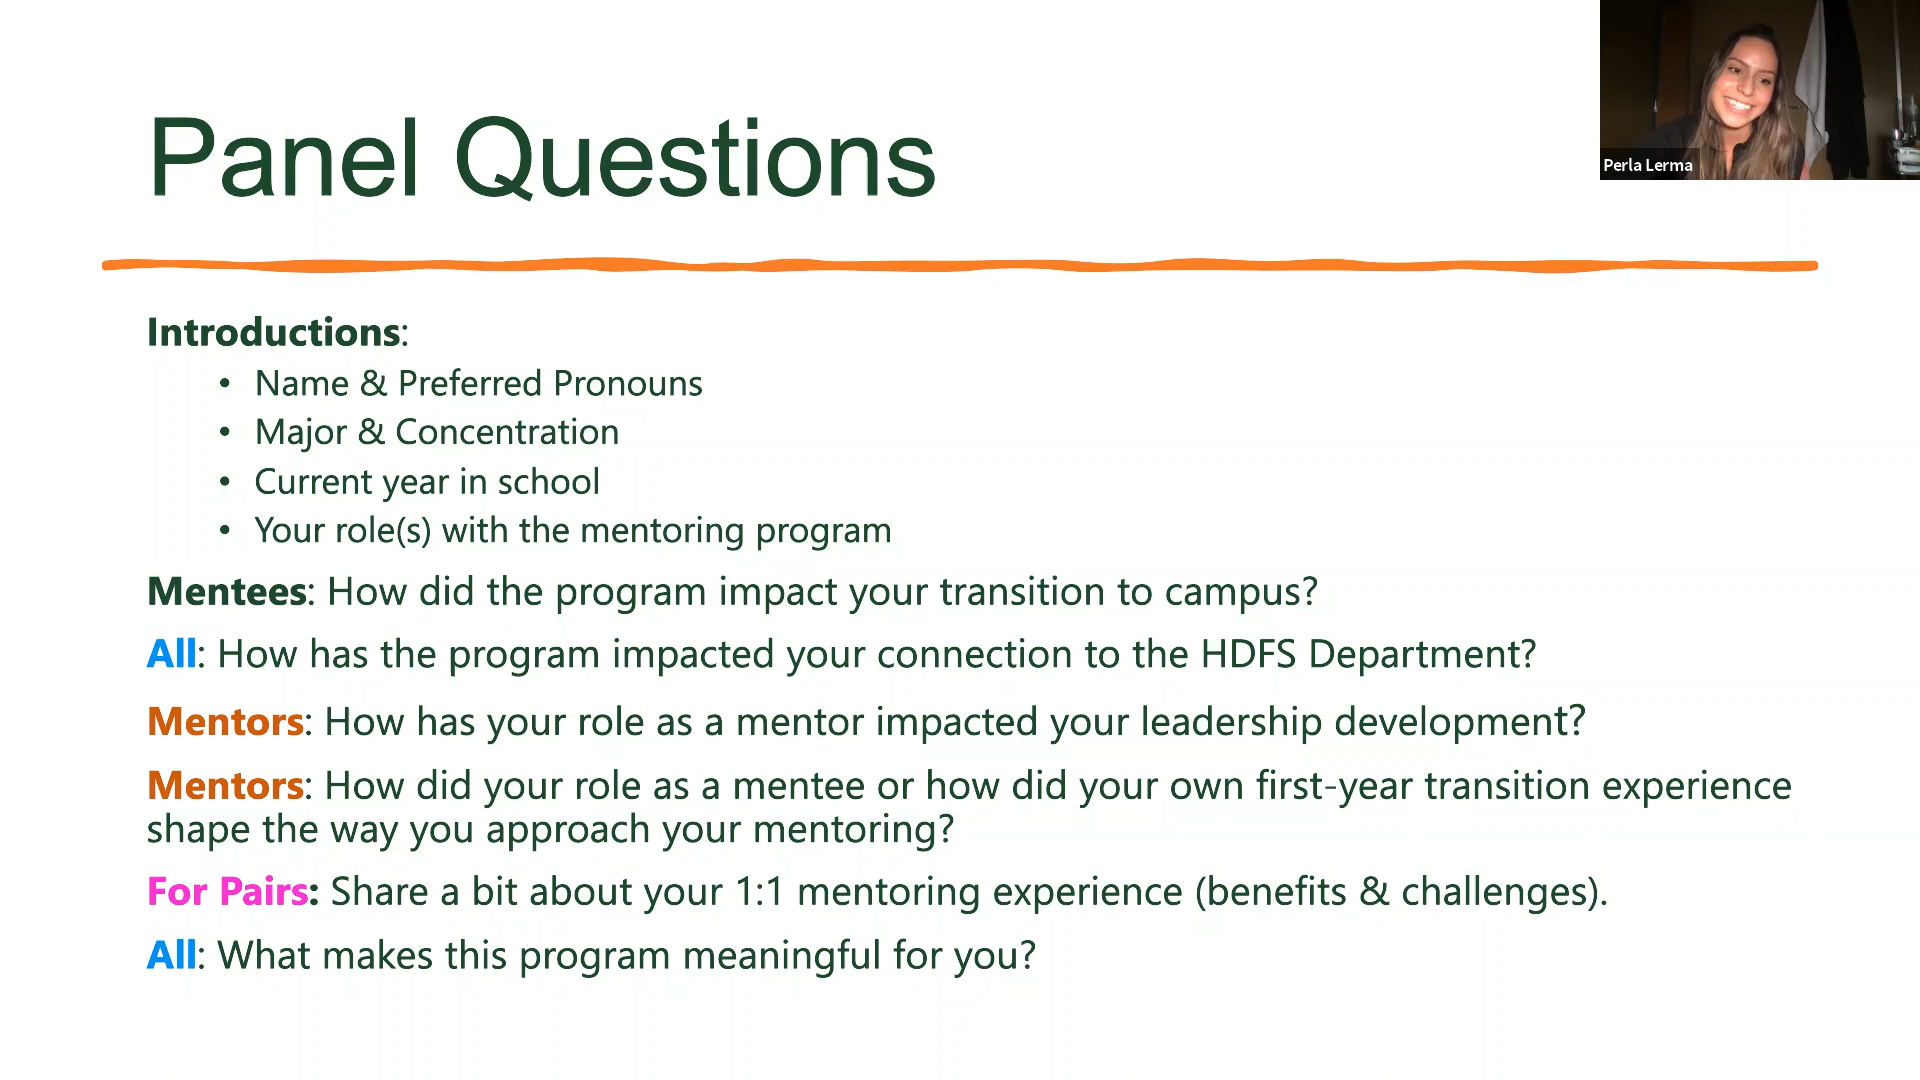 Panel Questions
Perla Lerma
Introductions:
• Name & Preferred Pronouns
• Major & Concentration
• Current year in school
• Your role(s) with the mentoring program
Mentees: How did the program impact your transition to campus?
All: How has the program impacted your connection to the HDFS Department?
Mentors: How has your role as a mentor impacted your leadership development?
Mentors: How did your role as a mentee or how did your own first-year transition experience
shape the way you approach your mentoring?
For Pairs: Share a bit about your 1:1 mentoring experience (benefits & challenges).
All: What makes this program meaningful for you?